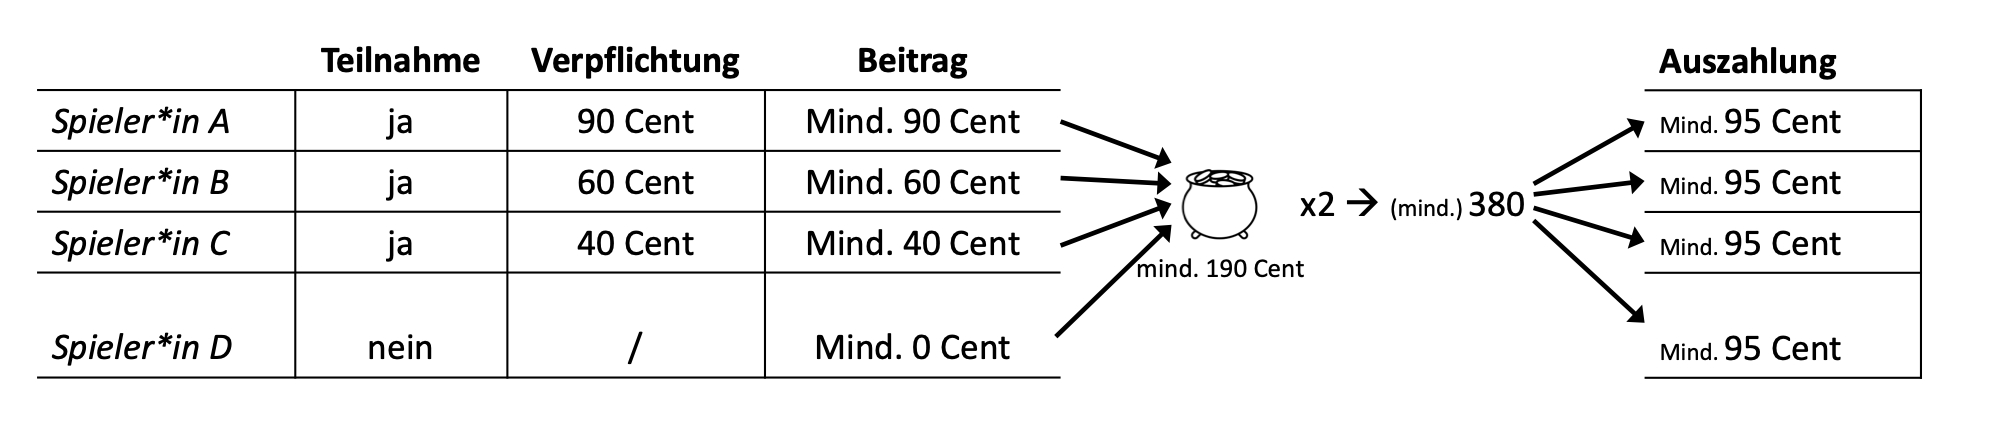 Teilnahme Verpflichtung Beitrag Auszahlung
Spieler*in A ja 90 Cent Mind. 90 Cent Mind. 95 Cent
Spieler*in B ja 60 Cent Mind. 60 Cent Mind. 95 Cent
x2 → (mind.) 380
Spieler*in C ja 40 Cent Mind. 40 Cent Mind. 95 Cent
mind. 190 Cent
Spieler*in D nein / Mind. 0 Cent Mind. 95 Cent